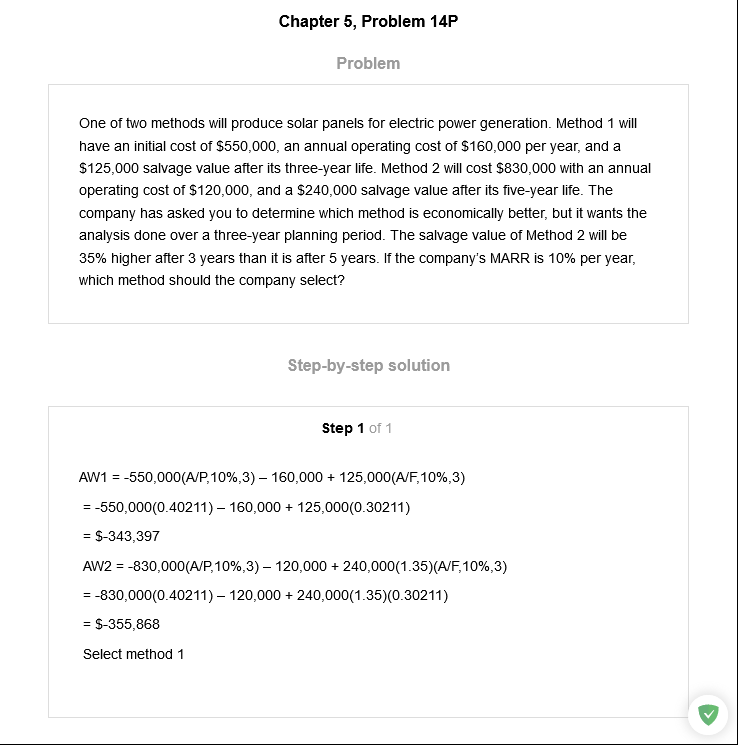 Chapter 5, Problem 14P
Problem
One of two methods will produce solar panels for electric power generation. Method 1 will
have an initial cost of $550,000, an annual operating cost of $160,000 per year, and a
$125,000 salvage value after its three-year life. Method 2 will cost $830,000 with an annual
operating cost of $120,000, and a $240,000 salvage value after its five-year life. The
company has asked you to determine which method is economically better, but it wants the
analysis done over a three-year planning period. The salvage value of Method 2 will be
35% higher after 3 years than it is after 5 years. If the company’s MARR is 10% per year,
which method should the company select?
Step-by-step solution
Step 1 of 1
AW1 = -550,000(A/P,10%,3) – 160,000 + 125,000(A/F,10%,3)
= -550,000(0.40211) – 160,000 + 125,000(0.30211)
= $-343,397
AW2 = -830,000(A/P,10%,3) – 120,000 + 240,000(1.35)(A/F,10%,3)
= -830,000(0.40211) – 120,000 + 240,000(1.35)(0.30211)
= $-355,868
Select method 1